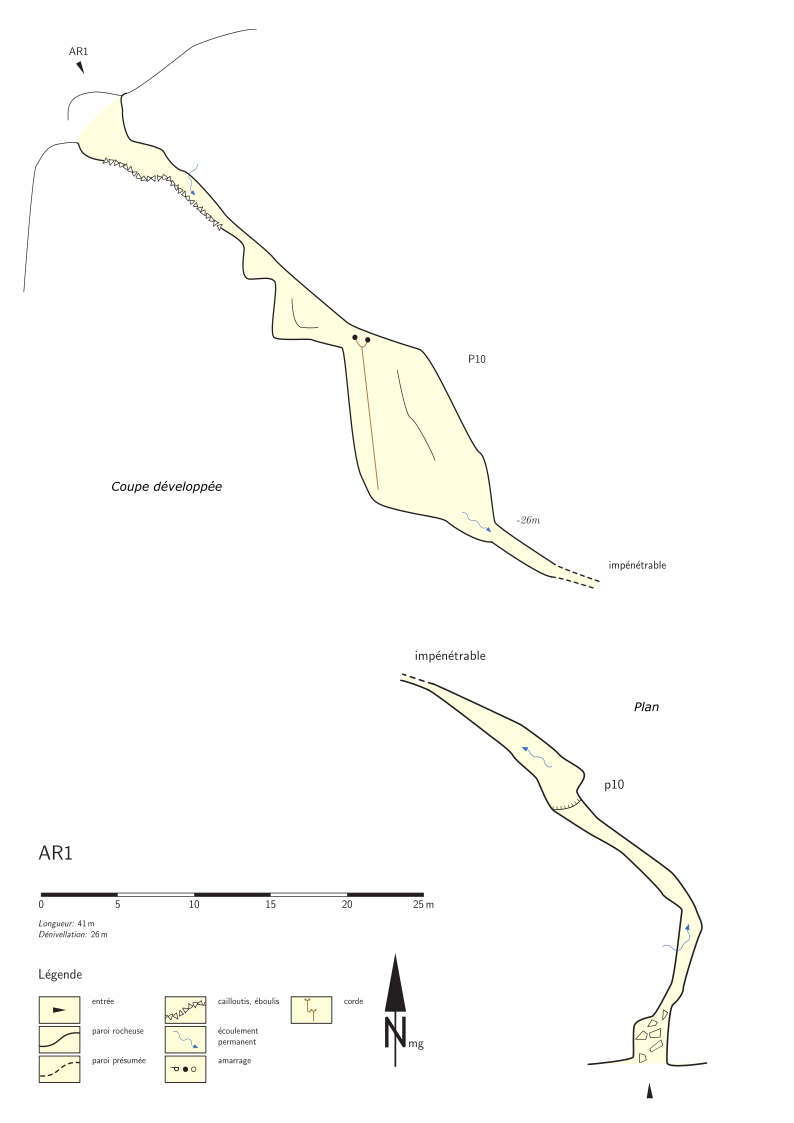 AR1
P10
Coupe développée
-26m
impénétrable
impénétrable
Plan
p10
AR1
0 5 10 15 20 25 m
Longueur: 41 m
Dénivellation: 26 m
Légende
entrée
paroi rocheuse
paroi présumée
cailloutis, éboulis
écoulement
permanent
amarrage
corde
N mg